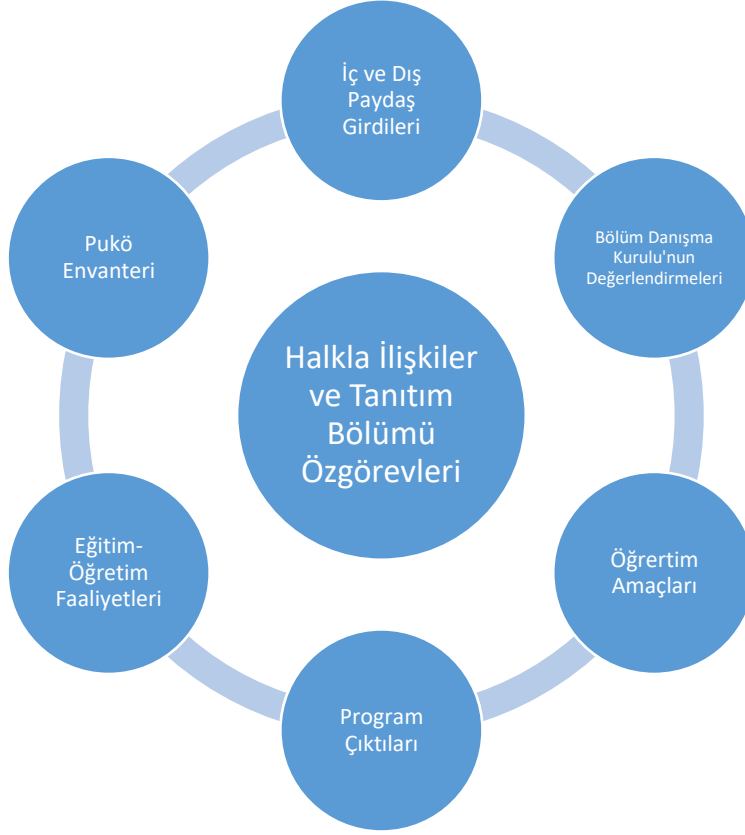 İç ve Dış
Paydaş
Girdileri
Bölüm Danışma
Kurulu'nun
Değerlendirmeleri
Öğrertim
Amaçları
Program
Çıktıları
Eğitim-
Öğretim
Faaliyetleri
Pukö
Envanteri
Halkla İlişkiler
ve Tanıtım
Bölümü
Özgörevleri